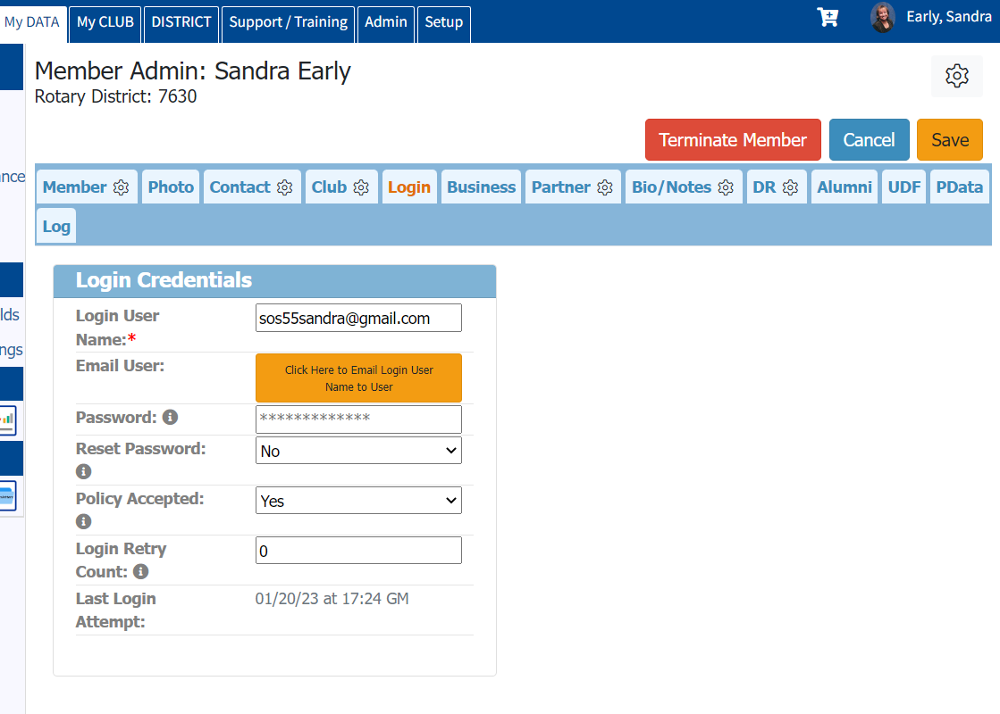 My DATA My CLUB DISTRICT Support / Training Admin Setup Early, Sandra
Member Admin: Sandra Early
Rotary District: 7630
Terminate Member Cancel Save
nce
Member Photo Contact Club Login Business Partner Bio/Notes DR Alumni UDF PData
Log
Login Credentials
Login User
Name:*
sos55sandra@gmail.com
lds
ngs
Email User:
Click Here to Email Login User
Name to User
Password: *************
Reset Password: No
Policy Accepted: Yes
Login Retry
Count:
0
Last Login
Attempt:
01/20/23 at 17:24 GM